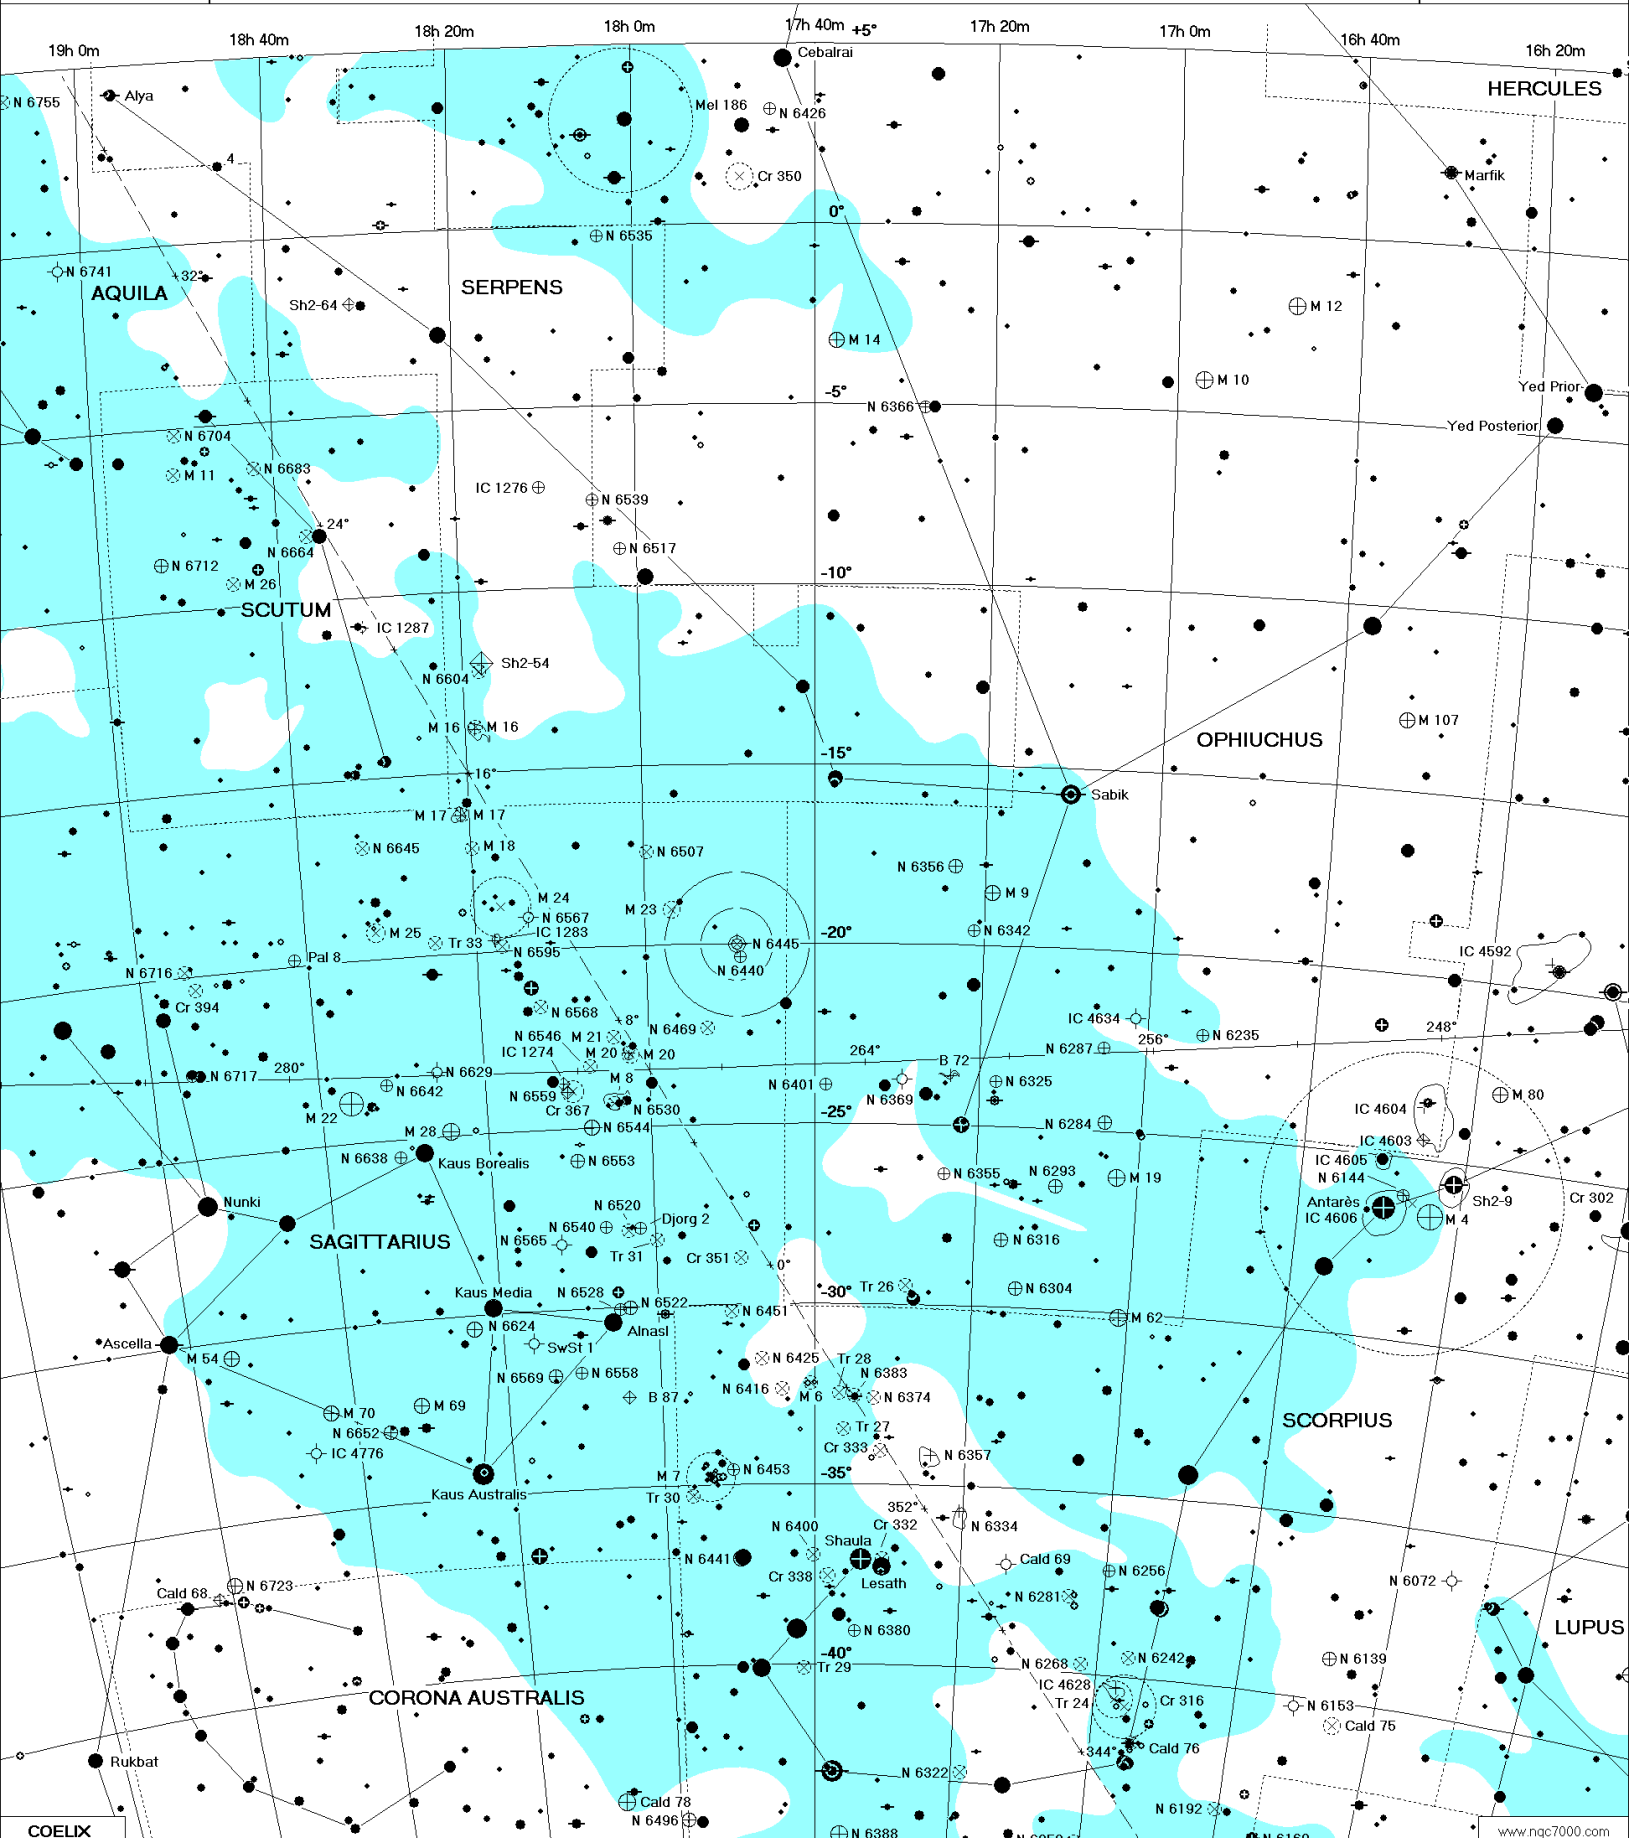 19h 0m
18h 40m
18h 20m
18h 0m
17h 40m
+5°
17h 20m
17h 0m
16h 40m
16h 20m
Cebalrai
HERCULES
N 6755
Alya
Mel 186
N 6426
4
Cr 350
Marfik
0°
N 6535
N 6741
32°
AQUILA
SERPENS
Sh2-64
M 12
M 14
M 10
-5°
Yed Prior
N 6366
Yed Posterior
N 6704
N 6683
M 11
IC 1276
N 6539
24°
N 6664
N 6517
N 6712
-10°
M 26
SCUTUM
IC 1287
Sh2-54
N 6604
M 16
M 16
M 107
OPHIUCHUS
-15°
16°
Sabik
M 17
M 17
N 6645
M 18
N 6507
N 6356
M 9
M 24
M 23
N 6567
IC 1283
M 25
Tr 33
N 6595
-20°
N 6342
N 6445
IC 4592
Pal 8
N 6440
N 6716
Cr 394
N 6568
8°
N 6469
IC 4634
N 6546
M 21
N 6235
248°
256°
IC 1274
M 20
M 20
264°
N 6287
B 72
280°
N 6717
N 6629
M 8
N 6401
N 6325
N 6642
N 6559
N 6369
M 80
Cr 367
N 6530
IC 4604
M 22
-25°
M 28
N 6544
N 6284
IC 4603
N 6638
Kaus Borealis
N 6553
IC 4605
N 6355
N 6293
M 19
N 6144
Nunki
Antarès
Sh2-9
Cr 302
N 6520
Djorg 2
IC 4606
M 4
N 6540
SAGITTARIUS
N 6565
N 6316
Tr 31
Cr 351
0°
Tr 26
N 6304
Kaus Media
N 6528
-30°
N 6522
N 6451
M 62
N 6624
Alnasl
Ascella
SwSt 1
M 54
N 6425
Tr 28
N 6569
N 6558
N 6383
N 6416
M 6
N 6374
B 87
M 69
M 70
SCORPIUS
N 6652
Tr 27
Cr 333
IC 4776
N 6357
N 6453
M 7
-35°
Kaus Australis
Tr 30
352°
N 6400
Cr 332
N 6334
Shaula
N 6441
Cald 69
Cr 338
Lesath
N 6256
N 6072
N 6723
Cald 68
N 6281
LUPUS
N 6380
-40°
Tr 29
N 6268
N 6242
N 6139
IC 4628
CORONA AUSTRALIS
Tr 24
Cr 316
N 6153
Cald 75
344°
Cald 76
Rukbat
N 6322
Cald 78
N 6192
N 6496
COELIX
N 6388
www.ngc7000.com